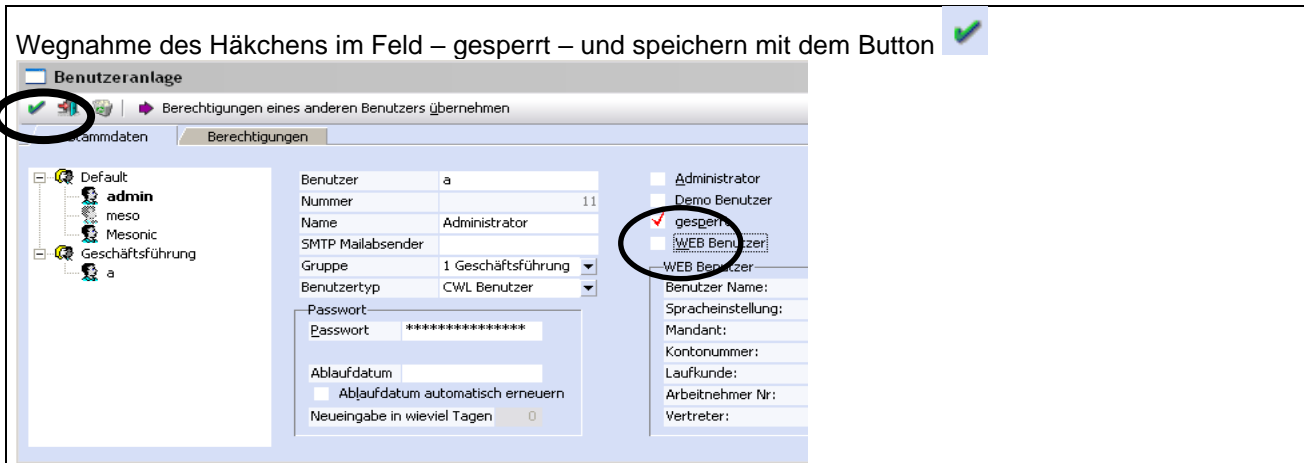 Wegnahme des Häkchens im Feld – gesperrt – und speichern mit dem Button
Benutzeranlage
Berechtigungen eines anderen Benutzers übernehmen
Stammdaten Berechtigungen
Default
admin
meso
Mesonic
Geschäftsführung
a
Benutzer a
Nummer 11
Name Administrator
SMTP Mailabsender
Gruppe 1 Geschäftsführung
Benutzertyp CWL Benutzer
Passwort
Passwort ***************
Ablaufdatum
Ablaufdatum automatisch erneuern
Neueingabe in wieviel Tagen 0
Administrator
Demo Benutzer
gesperrt
WEB Benutzer
WEB Benutzer
Benutzer Name:
Spracheinstellung:
Mandant:
Kontonummer:
Laufkunde:
Arbeitnehmer Nr:
Vertreter: